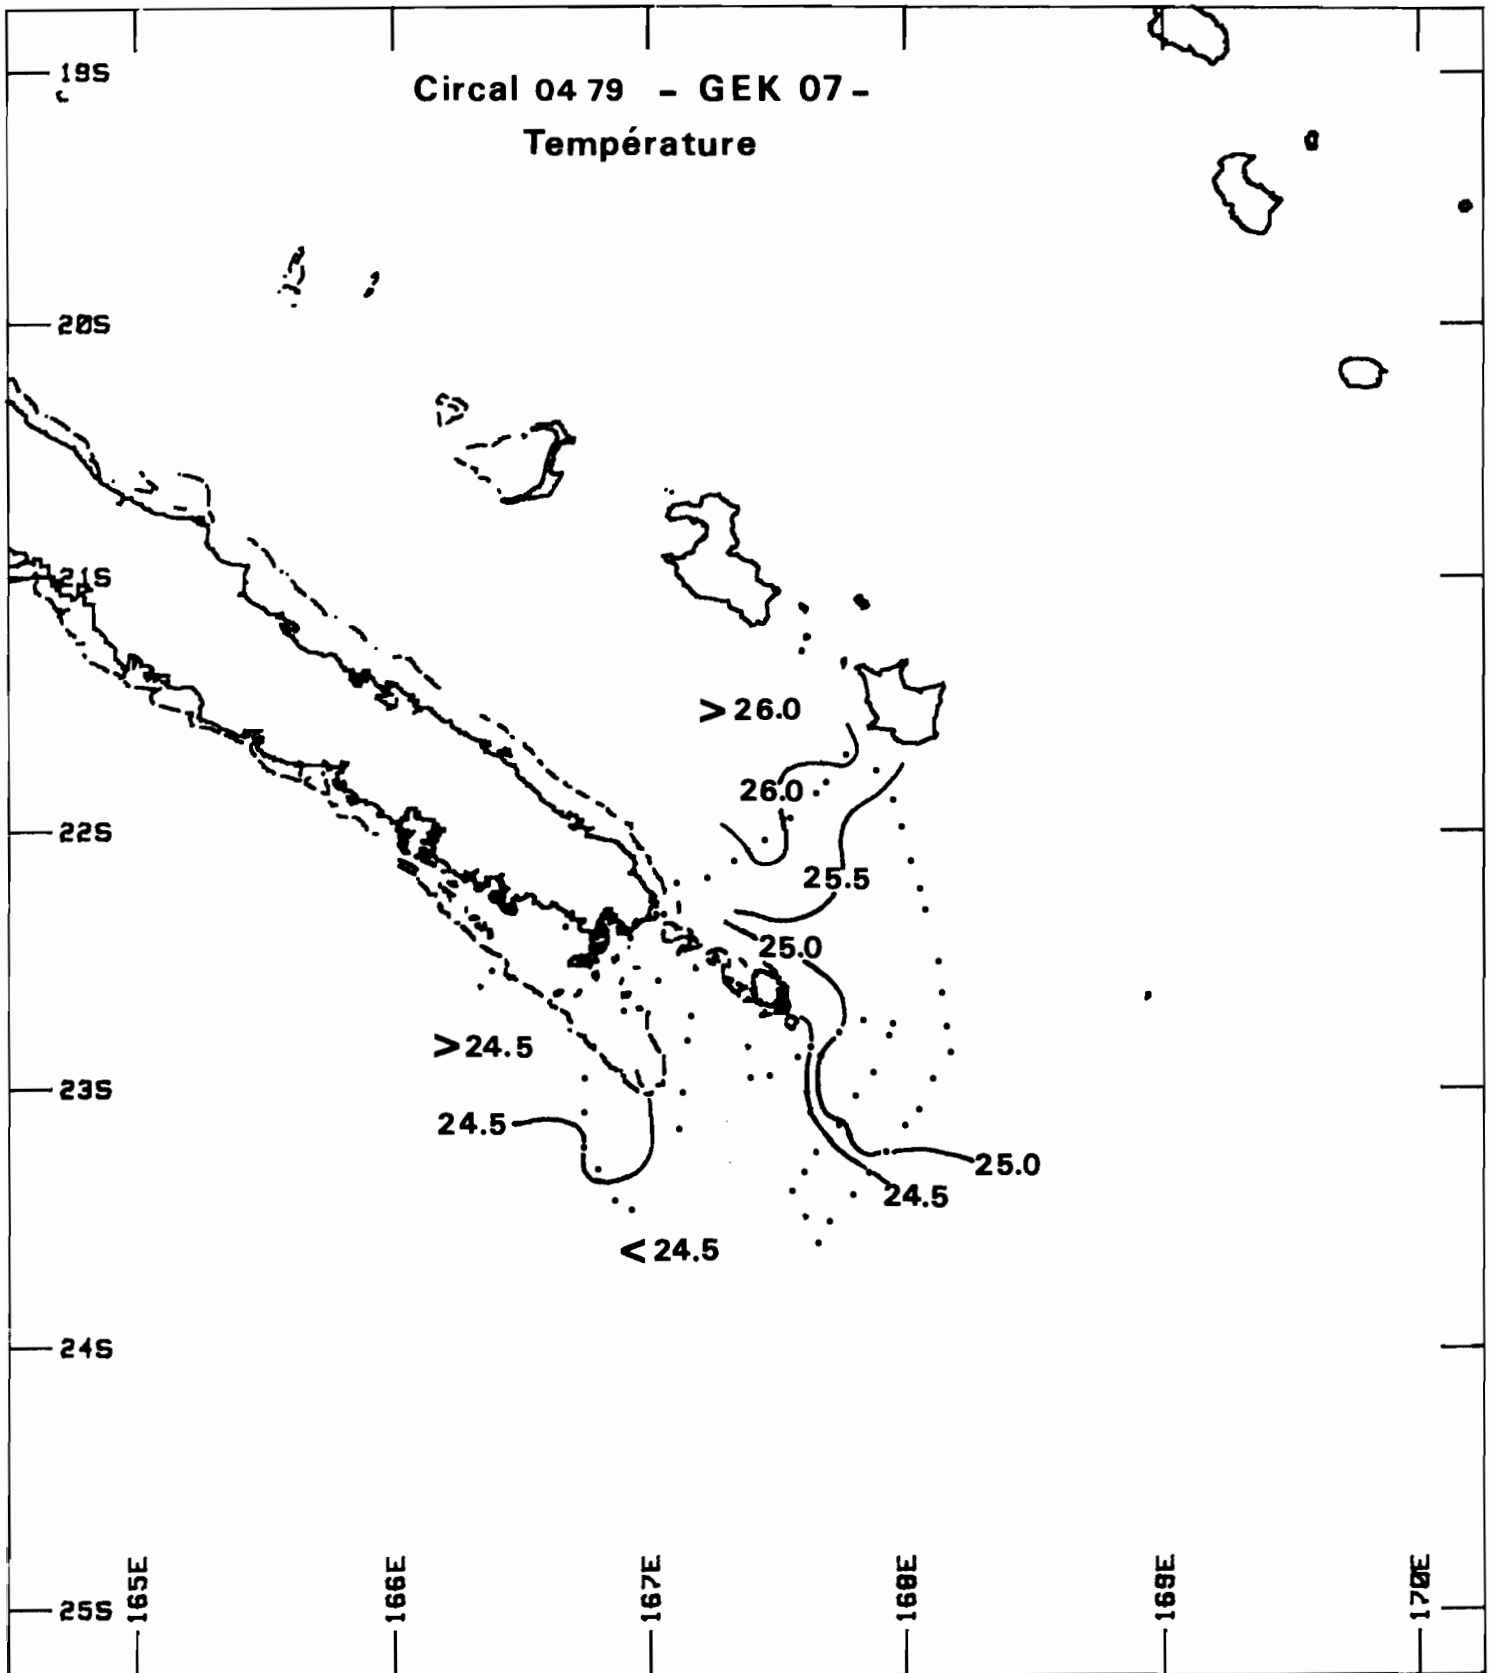 19S
Circal 04 79 - GEK 07-
Température
20S
21S
> 26.0
26.0
22S
25.5
25.0
> 24.5
23S
24.5
25.0
24.5
< 24.5
24S
165E
166E
167E
168E
169E
170E
25S